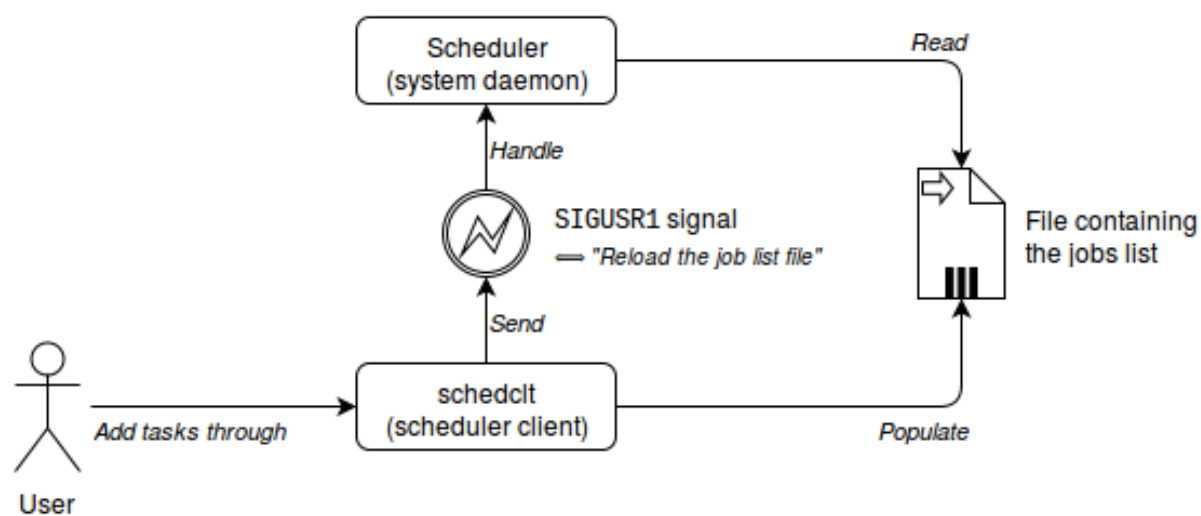 Scheduler
(system daemon)
Read
Handle
SIGUSR1 signal
"Reload the job list file"
File containing
the jobs list
Send
schedclt
(scheduler client)
Add tasks through
Populate
User